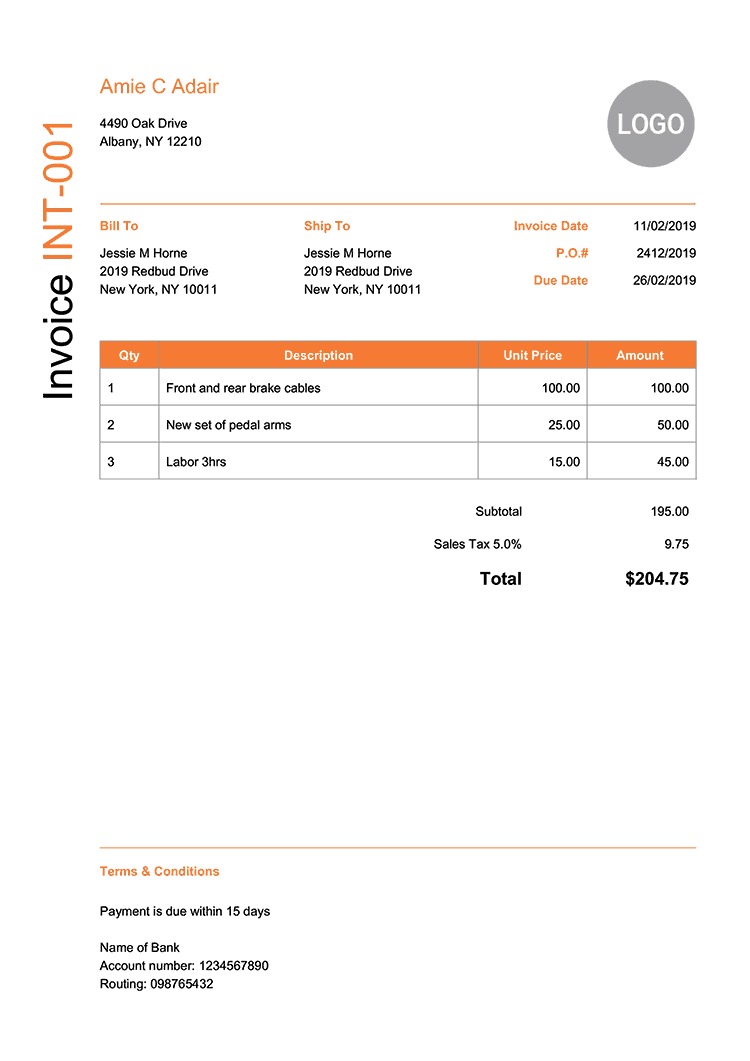 Invoice INT-001
Amie C Adair
4490 Oak Drive
Albany, NY 12210
LOGO
Bill To
Jessie M Horne
2019 Redbud Drive
New York, NY 10011
Ship To
Jessie M Horne
2019 Redbud Drive
New York, NY 10011
Invoice Date 11/02/2019
P.O.# 2412/2019
Due Date 26/02/2019
Qty Description Unit Price Amount
1 Front and rear brake cables 100.00 100.00
2 New set of pedal arms 25.00 50.00
3 Labor 3hrs 15.00 45.00
Subtotal 195.00
Sales Tax 5.0% 9.75
Total $204.75
Terms & Conditions
Payment is due within 15 days
Name of Bank
Account number: 1234567890
Routing: 098765432